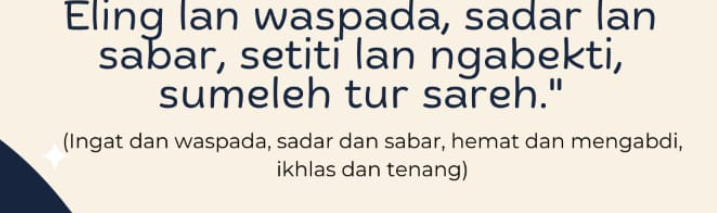 Eling lan waspada, sadar lan
sabar, setiti lan ngabekti,
sumeleh tur sareh."
(Ingat dan waspada, sadar dan sabar, hemat dan mengabdi,
ikhlas dan tenang)